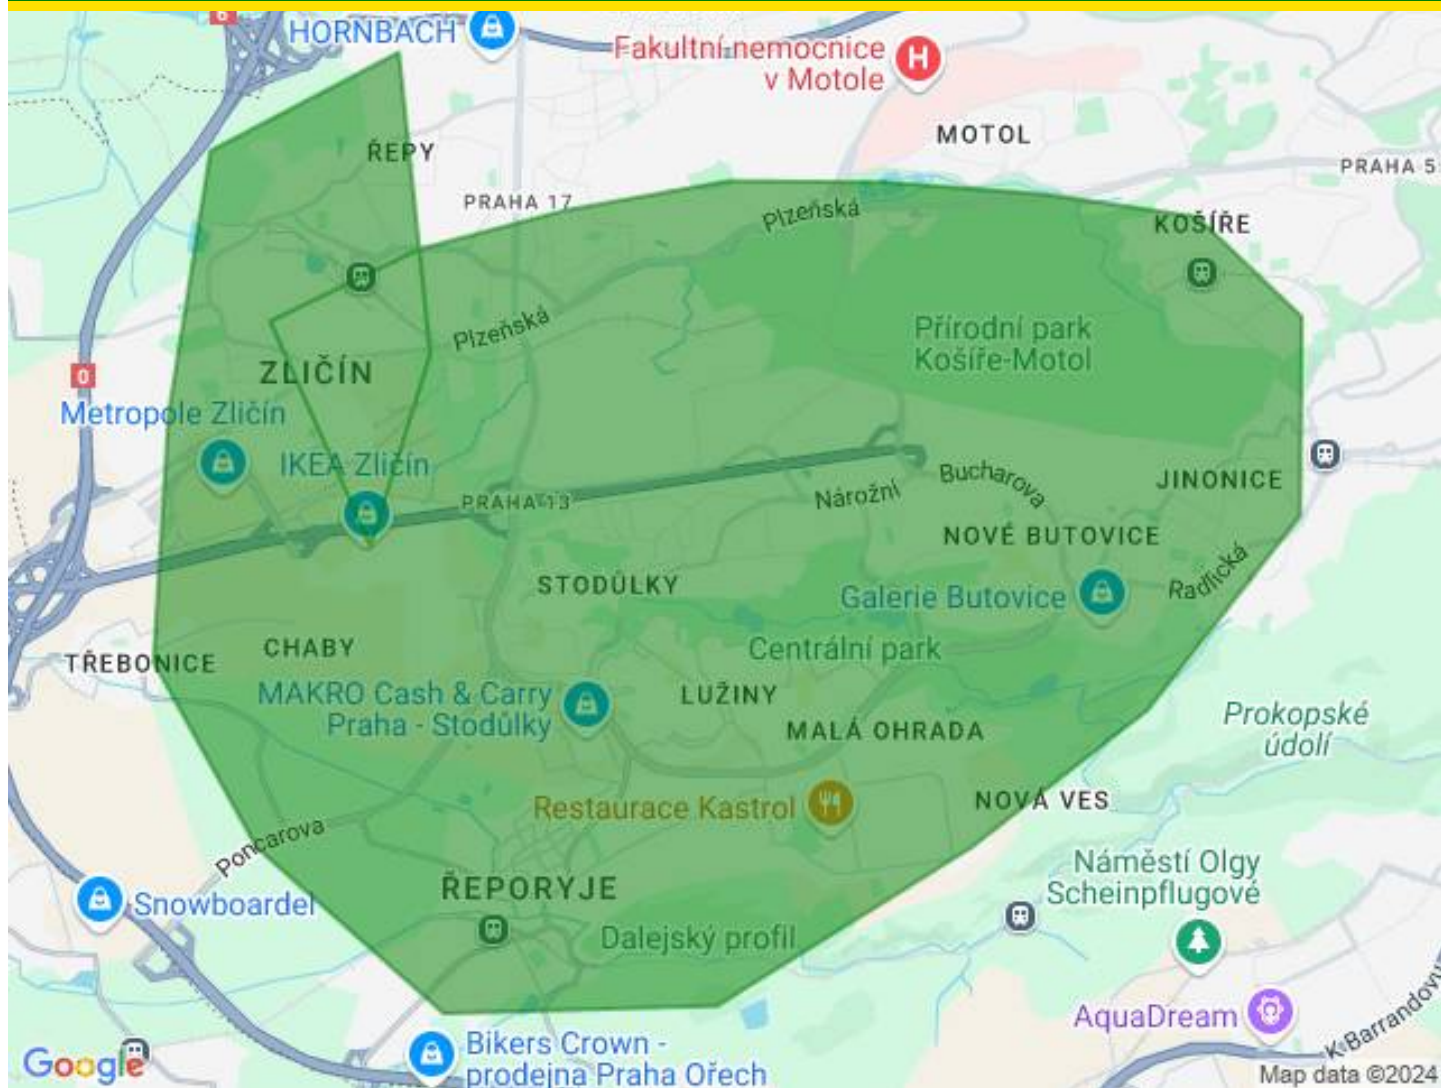 6
HORNBACH
Fakultní nemocnice
v Motole
MOTOL
ŘEPY
PRAHA 5
PRAHA 17
Plzeňská
KOŠÍŘE
Plzeňská
Přírodní park
Košíře-Motol
ZLIČÍN
0
Metropole Zličín
IKEA Zličín
PRAHA 13
Nárožní
Bucharova
JINONICE
NOVÉ BUTOVICE
Radlická
STODŮLKY
Galerie Butovice
CHABY
Centrální park
TŘEBONICE
MAKRO Cash & Carry
Praha - Stodůlky
LUŽINY
MALÁ OHRADA
Prokopské
údolí
Restaurace Kastrol
NOVÁ VES
Poncarova
Náměstí Olgy
Scheinpflugové
ŘEPORYJE
Snowboardel
Dalejský profil
AquaDream
K Barrandovu
Bikers Crown -
prodejna Praha Ořech
Google
Map data ©2024